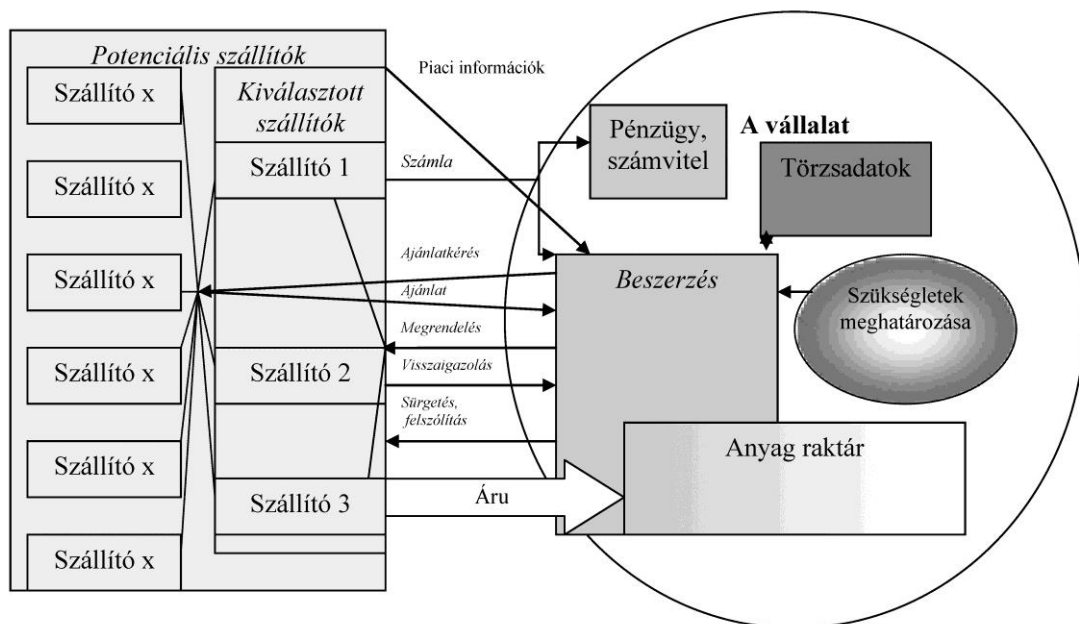 Potenciális szállítók
Szállító x
Szállító x
Szállító x
Szállító x
Szállító x
Szállító x
Kiválasztott
szállítók
Szállító 1
Szállító 2
Szállító 3
Piaci információk
Számla
Ajánlatkérés
Ajánlat
Megrendelés
Visszaigazolás
Sürgetés,
felszólítás
Áru
A vállalat
Pénzügy,
számvitel
Törzsadatok
Beszerzés
Szükségletek
meghatározása
Anyag raktár